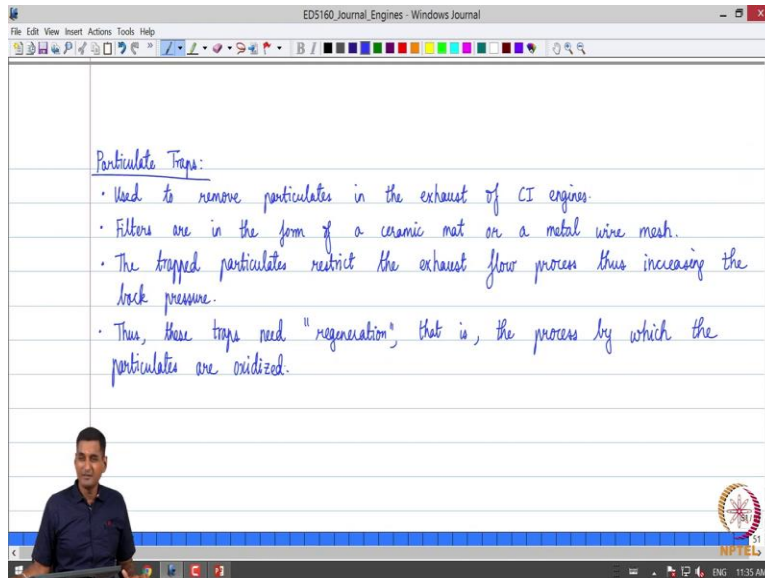 ED5160_Journal_Engines - Windows Journal
File Edit View Insert Actions Tools Help
Particulate Traps:
• Used to remove particulates in the exhaust of CI engines.
• Filters are in the form of a ceramic mat or a metal wire mesh.
• The trapped particulates restrict the exhaust flow process thus increasing the
back pressure.
• Thus, these traps need "regeneration", that is, the process by which the
particulates are oxidized.
51
NPTEL
ENG 11:35 AM